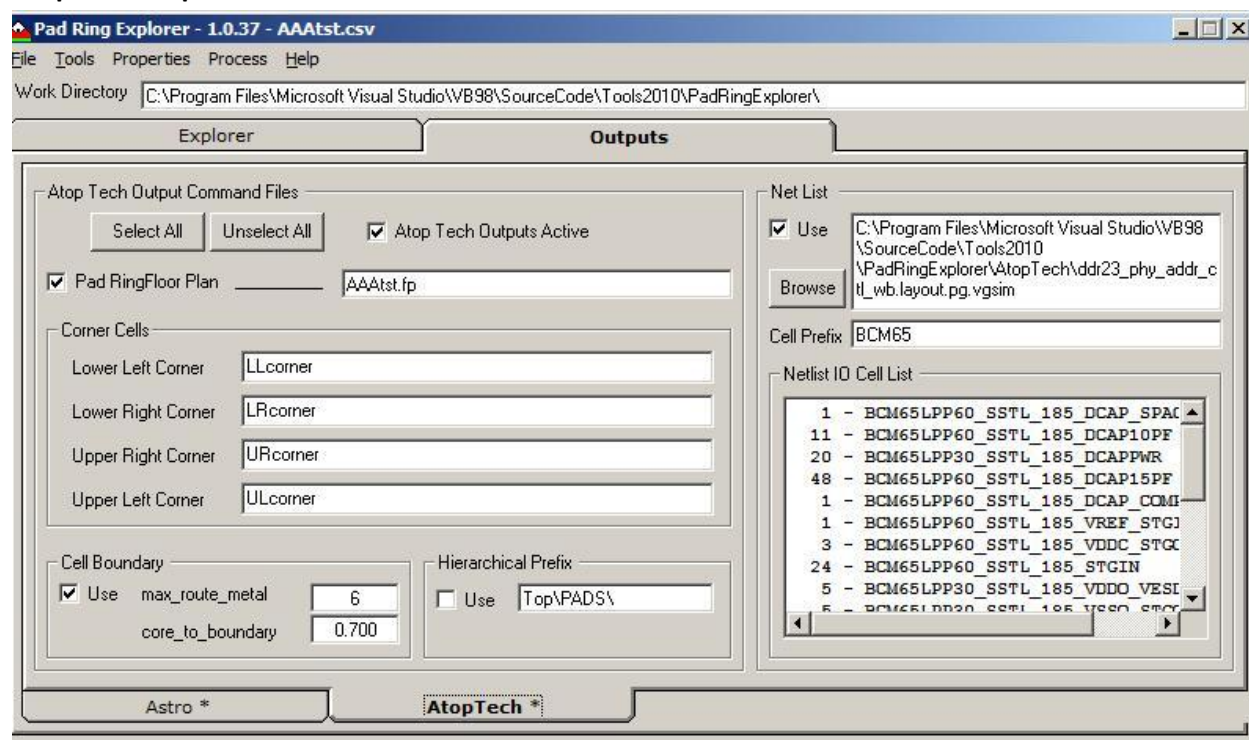 Pad Ring Explorer - 1.0.37 - AAAtst.csv
File Tools Properties Process Help
Work Directory C:\Program Files\Microsoft Visual Studio\VB98\SourceCode\Tools2010\PadRingExplorer\
Explorer Outputs
Atop Tech Output Command Files
Select All Unselect All Atop Tech Outputs Active
Pad RingFloor Plan AAAtst.fp
Corner Cells
Lower Left Corner LLcorner
Lower Right Corner LRcorner
Upper Right Corner URcorner
Upper Left Corner ULcorner
Cell Boundary
Use max_route_metal 6
core_to_boundary 0.700
Hierarchical Prefix
Use Top\PADS\
Net List
Use
C:\Program Files\Microsoft Visual Studio\VB98
\SourceCode\Tools2010
\PadRingExplorer\AtopTech\ddr23_phy_addr_c
tl_wb.layout.pg.vgsim
Browse
Cell Prefix BCM65
Netlist IO Cell List
1 - BCM65LPP60_SSTL_185_DCAP_SPAC
11 - BCM65LPP60_SSTL_185_DCAP10PF
20 - BCM65LPP30_SSTL_185_DCAPPWR
48 - BCM65LPP60_SSTL_185_DCAP15PF
1 - BCM65LPP60_SSTL_185_DCAP_COMP
1 - BCM65LPP60_SSTL_185_VREF_STGI
3 - BCM65LPP60_SSTL_185_VDDC_STGO
24 - BCM65LPP60_SSTL_185_STGIN
5 - BCM65LPP30_SSTL_185_VDDO_VESD
Astro * AtopTech *